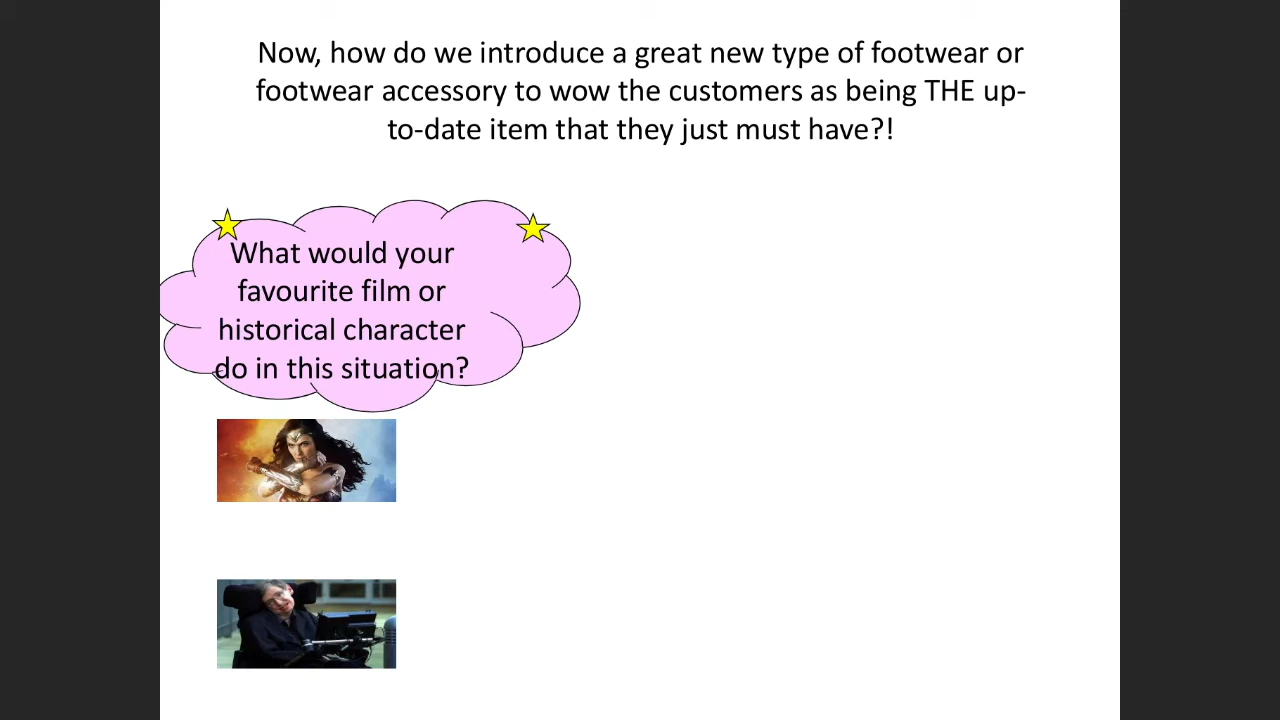 Now, how do we introduce a great new type of footwear or
footwear accessory to wow the customers as being THE up-
to-date item that they just must have?!
What would your
favourite film or
historical character
do in this situation?